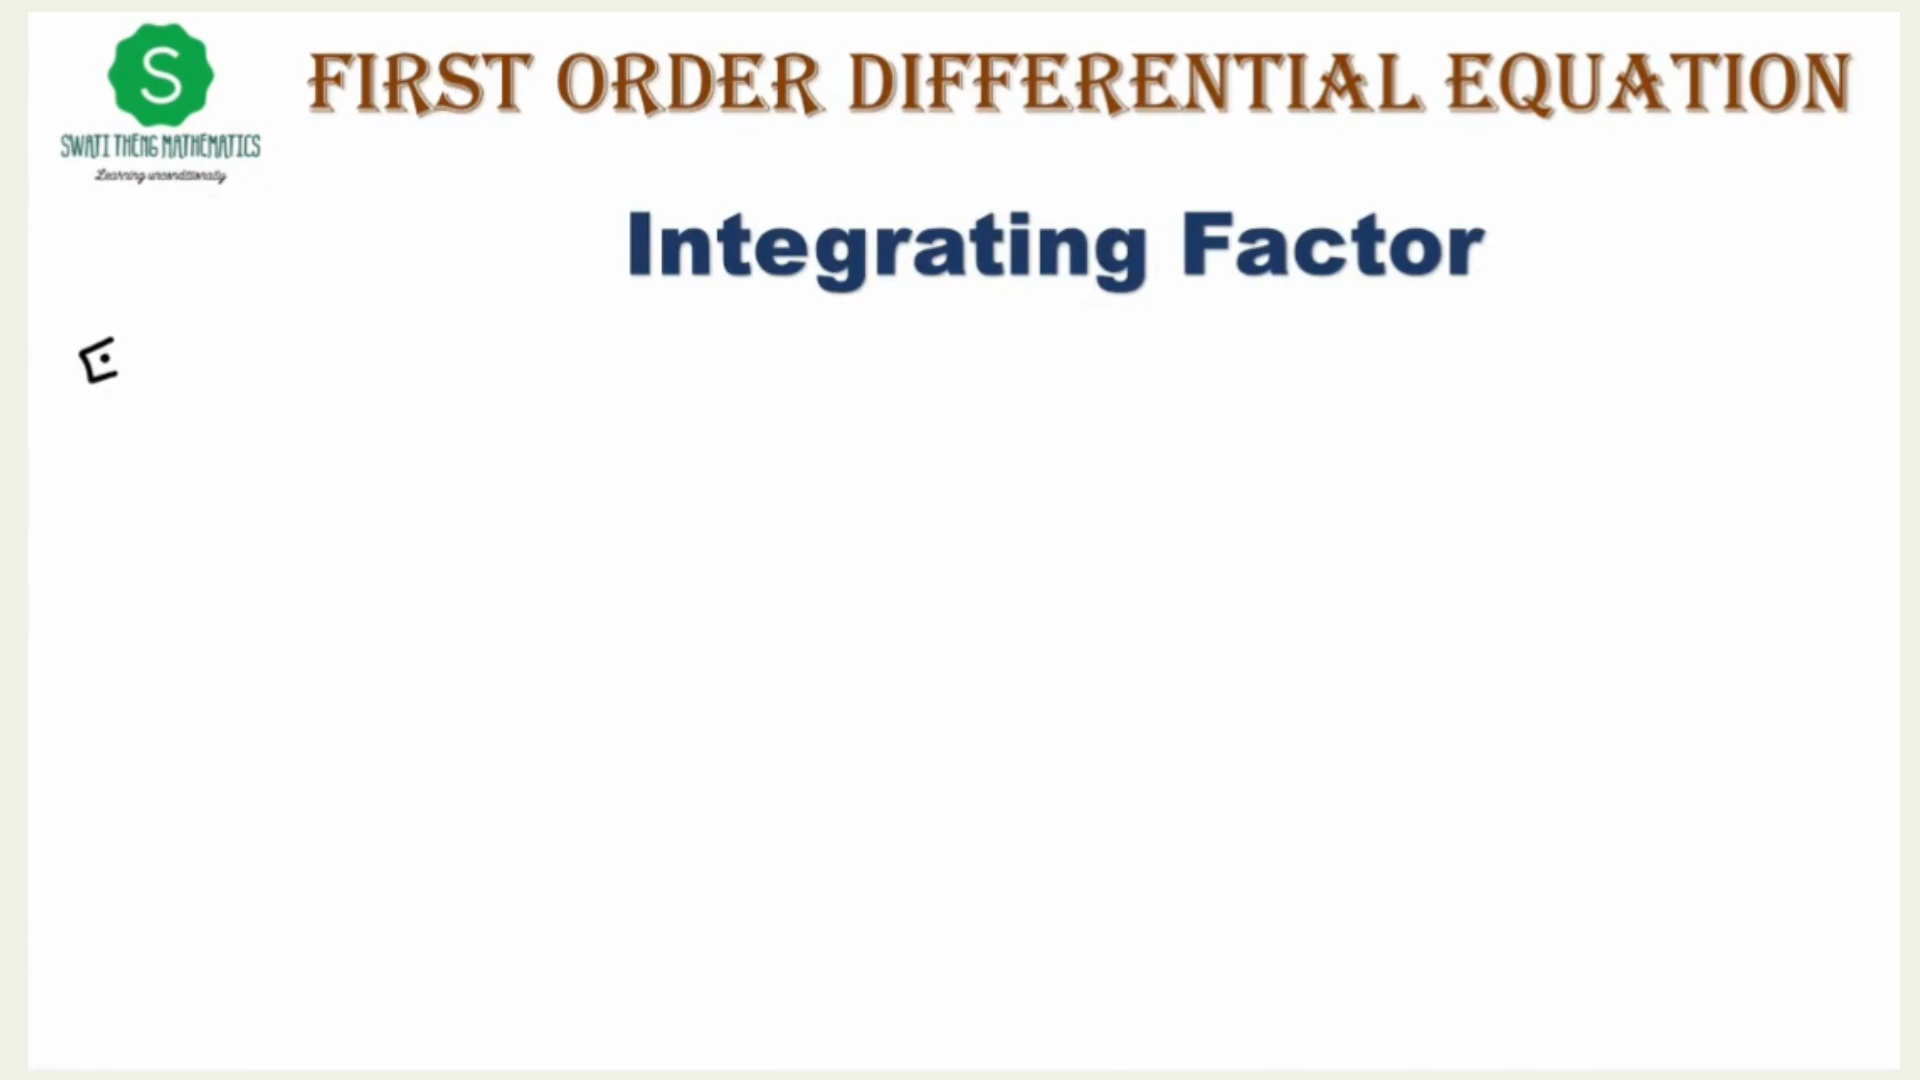 S
FIRST ORDER DIFFERENTIAL EQUATION
SWATI THENG MATHEMATICS
Learning unconditionally
Integrating Factor